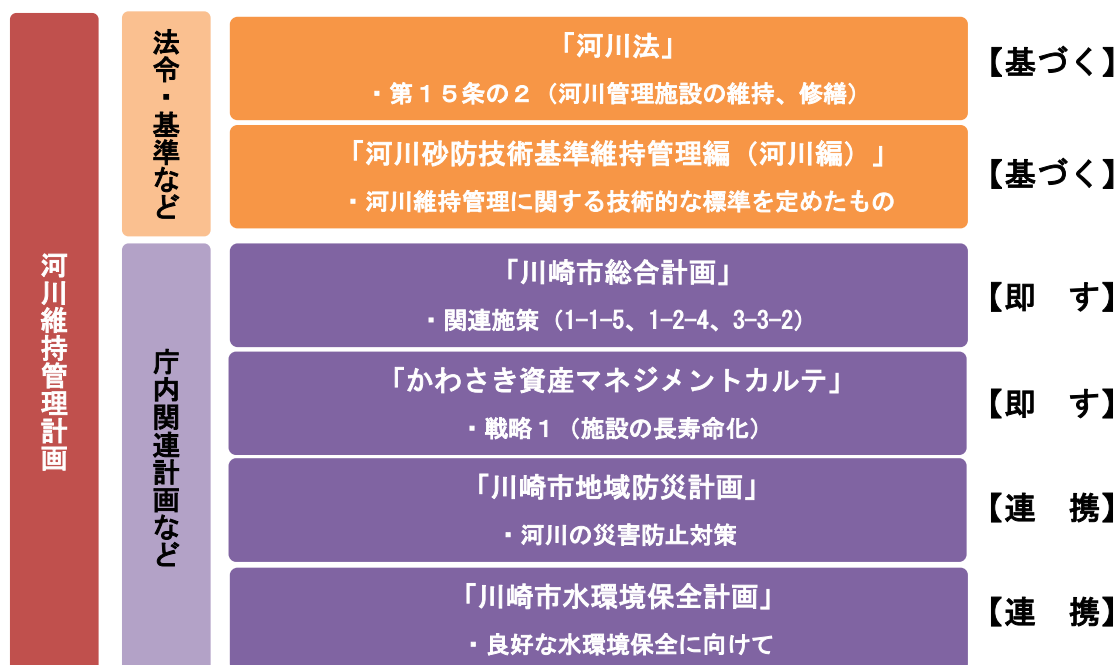 河川維持管理計画
法令・基準など
「河川法」
・第１５条の２（河川管理施設の維持、修繕）
【基づく】
「河川砂防技術基準維持管理編（河川編）」
・河川維持管理に関する技術的な標準を定めたもの
【基づく】
庁内関連計画など
「川崎市総合計画」
・関連施策（1-1-5、1-2-4、3-3-2）
【即　す】
「かわさき資産マネジメントカルテ」
・戦略１（施設の長寿命化）
【即　す】
「川崎市地域防災計画」
・河川の災害防止対策
【連　携】
「川崎市水環境保全計画」
・良好な水環境保全に向けて
【連　携】